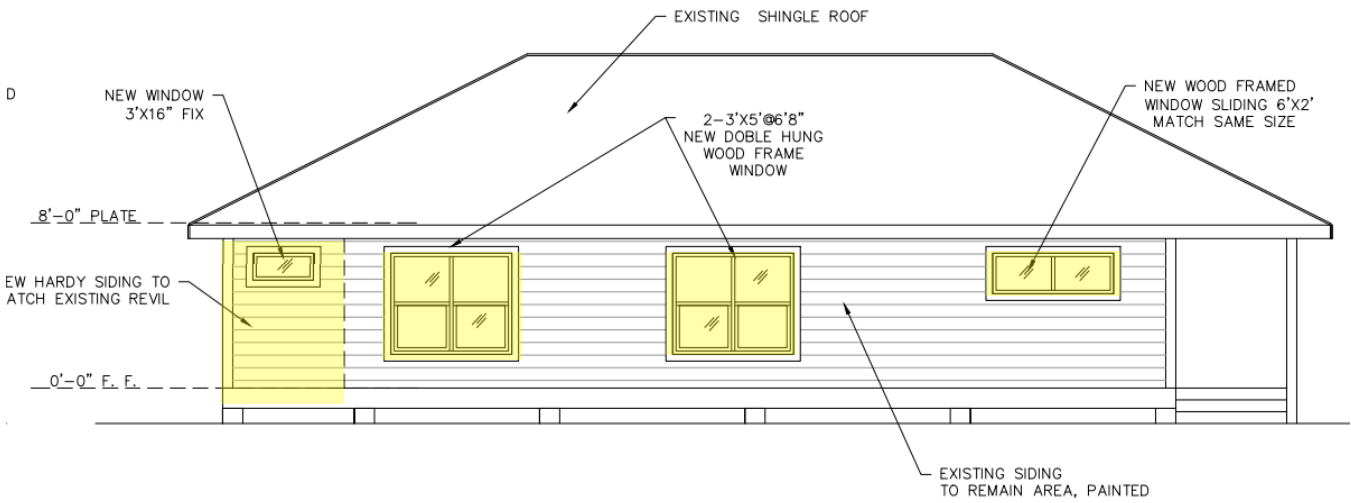 EXISTING SHINGLE ROOF
D
NEW WINDOW
3'X16" FIX
2-3'X5'@6'8"
NEW DOBLE HUNG
WOOD FRAME
WINDOW
NEW WOOD FRAMED
WINDOW SLIDING 6'X2'
MATCH SAME SIZE
8'-0" PLATE
EW HARDY SIDING TO
ATCH EXISTING REVIL
0'-0" F. F.
EXISTING SIDING
TO REMAIN AREA, PAINTED